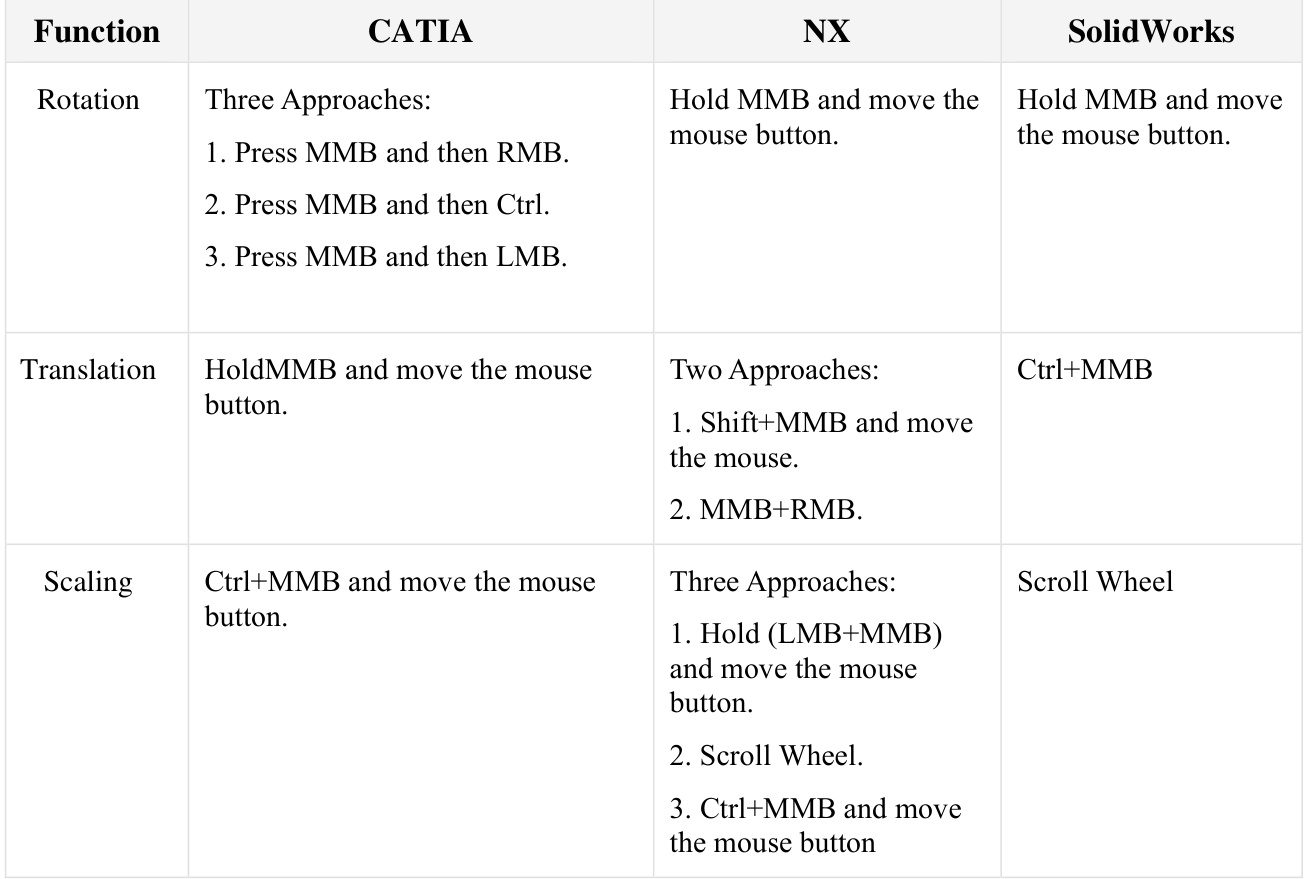 Function CATIA NX SolidWorks
Rotation
Three Approaches:
1. Press MMB and then RMB.
2. Press MMB and then Ctrl.
3. Press MMB and then LMB.
Hold MMB and move the
mouse button.
Hold MMB and move
the mouse button.
Translation
HoldMMB and move the mouse
button.
Two Approaches:
1. Shift+MMB and move
the mouse.
2. MMB+RMB.
Ctrl+MMB
Scaling
Ctrl+MMB and move the mouse
button.
Three Approaches:
1. Hold (LMB+MMB)
and move the mouse
button.
2. Scroll Wheel.
3. Ctrl+MMB and move
the mouse button
Scroll Wheel